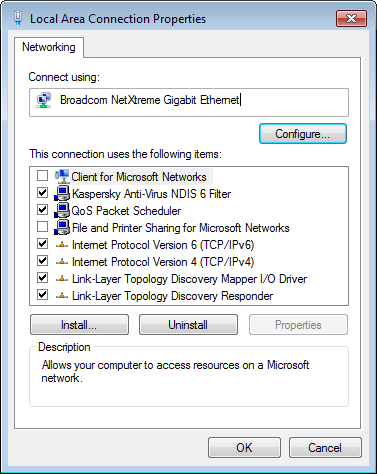 Local Area Connection Properties
Networking
Connect using:
Broadcom NetXtreme Gigabit Ethernet
Configure...
This connection uses the following items:
Client for Microsoft Networks
Kaspersky Anti-Virus NDIS 6 Filter
QoS Packet Scheduler
File and Printer Sharing for Microsoft Networks
Internet Protocol Version 6 (TCP/IPv6)
Internet Protocol Version 4 (TCP/IPv4)
Link-Layer Topology Discovery Mapper I/O Driver
Link-Layer Topology Discovery Responder
Install... Uninstall Properties
Description
Allows your computer to access resources on a Microsoft
network.
OK Cancel